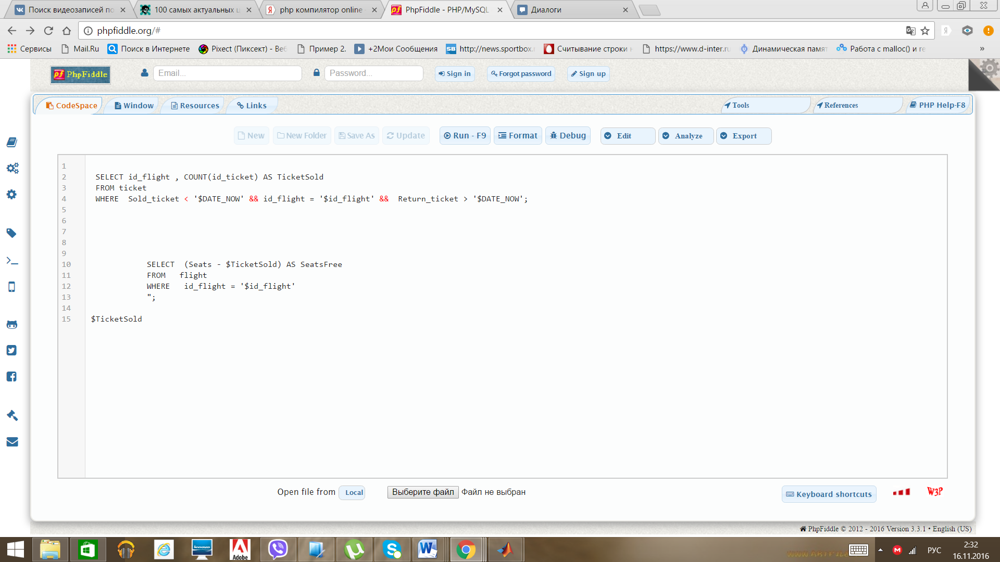 Поиск видеозаписей по
100 самых актуальных ц
php компилятор online
PhpFiddle - PHP/MySQL
Диалоги
phpfiddle.org/#
Сервисы
Mail.Ru
Поиск в Интернете
Pixect (Пиксект) - Веб
Пример 2.
+2Мои Сообщения
SB http://news.sportbox.r
Считывание строки
https://www.d-inter.ru
Динамическая памят
Работа с malloc() и re
»
pf PhpFiddle
Email...
Password...
Sign in
Forgot password
Sign up
CodeSpace
Window
Resources
Links
Tools
References
PHP Help-F8
New
New Folder
Save As
Update
Run - F9
Format
Debug
Edit
Analyze
Export
1
2 SELECT id_flight , COUNT(id_ticket) AS TicketSold
3 FROM ticket
4 WHERE  Sold_ticket < '$DATE_NOW' && id_flight = '$id_flight' &&  Return_ticket > '$DATE_NOW';
5
6
7
8
9
10 SELECT  (Seats - $TicketSold) AS SeatsFree
11 FROM   flight
12 WHERE   id_flight = '$id_flight'
13 ";
14
15 $TicketSold
Open file from Local
Выберите файл Файл не выбран
Keyboard shortcuts
W3P
PhpFiddle © 2012 - 2016 Version 3.3.1 • English (US)
lenovo
Adobe
РУС
2:32
16.11.2016